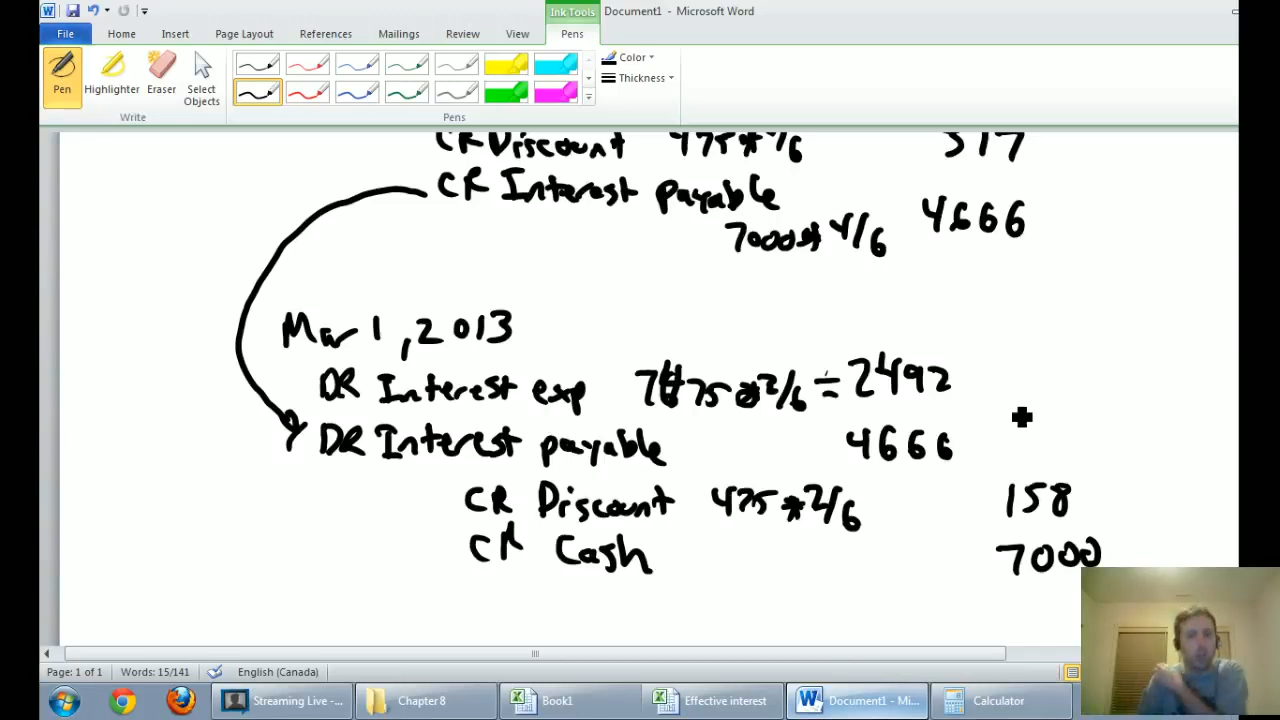 Ink Tools Document1 - Microsoft Word
File Home Insert Page Layout References Mailings Review View Pens
Pen Highlighter Eraser Select Objects
Color
Thickness
Write Pens
CR Discount 475*4/6 317
CR Interest payable 4666
7000*4/6
Mar 1, 2013
DR Interest exp 7475*2/6 = 2492
DR Interest payable 4666
CR Discount 475*2/6 158
CR Cash 7000
Page: 1 of 1 Words: 15/141 English (Canada)
Streaming Live -... Chapter 8 Book1 Effective interest Document1 - Mi... Calculator